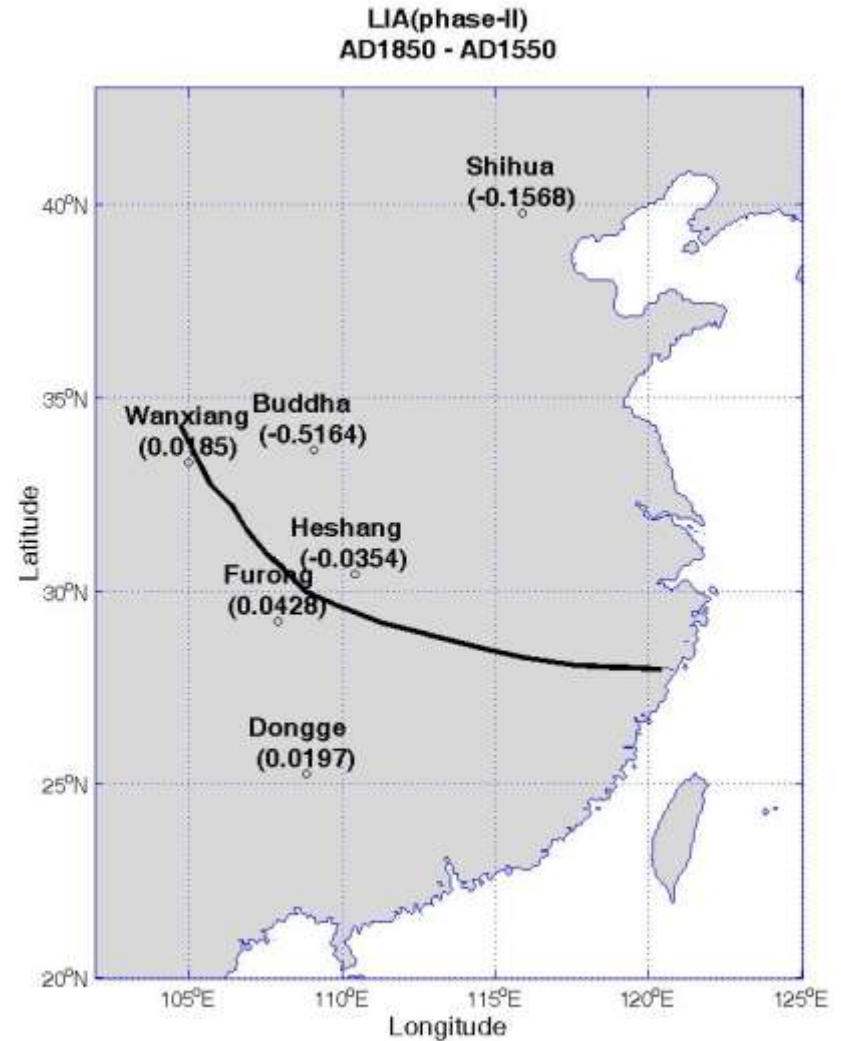 LIA(phase-II)
AD1850 - AD1550
Shihua
(-0.1568)
40°N
35°N
Wanxiang
(0.0185)
Buddha
(-0.5164)
Heshang
(-0.0354)
Furong
(0.0428)
30°N
Dongge
(0.0197)
25°N
20°N
Latitude
105°E
110°E
115°E
120°E
125°E
Longitude